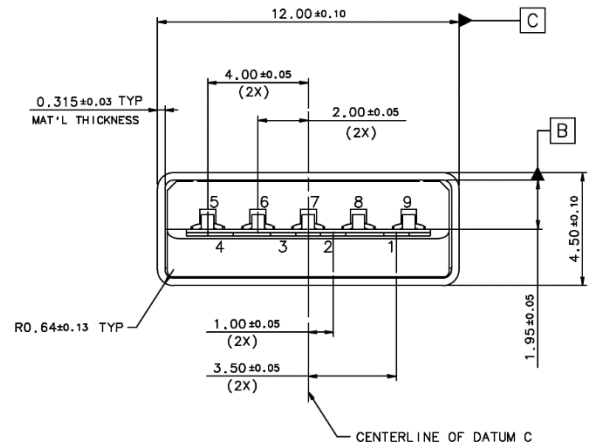 12.00±0.10
C
4.00±0.05
(2X)
0.315±0.03 TYP
MAT'L THICKNESS
2.00±0.05
(2X)
B
5 6 7 8 9
4 3 2 1
4.50±0.10
1.95±0.05
R0.64±0.13 TYP
1.00±0.05
(2X)
3.50±0.05
(2X)
CENTERLINE OF DATUM C